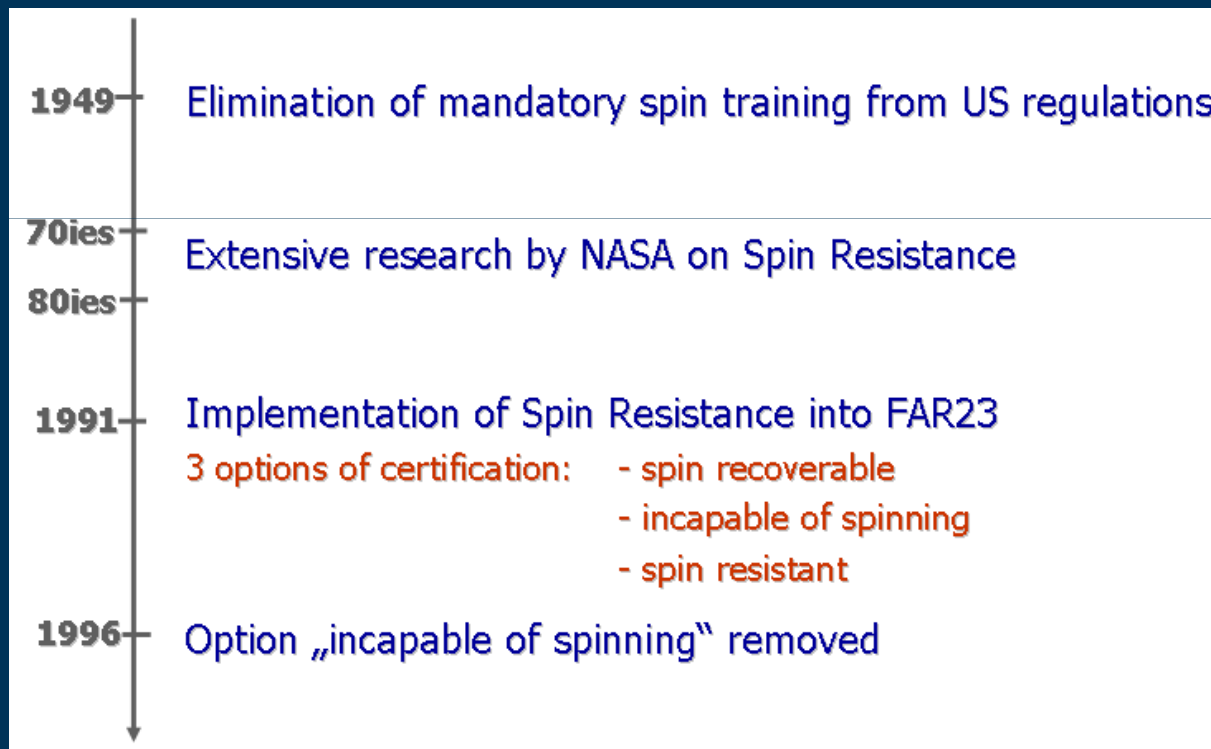 1949 Elimination of mandatory spin training from US regulations
70ies
Extensive research by NASA on Spin Resistance
80ies
1991 Implementation of Spin Resistance into FAR23
3 options of certification: - spin recoverable
- incapable of spinning
- spin resistant
1996 Option „incapable of spinning“ removed